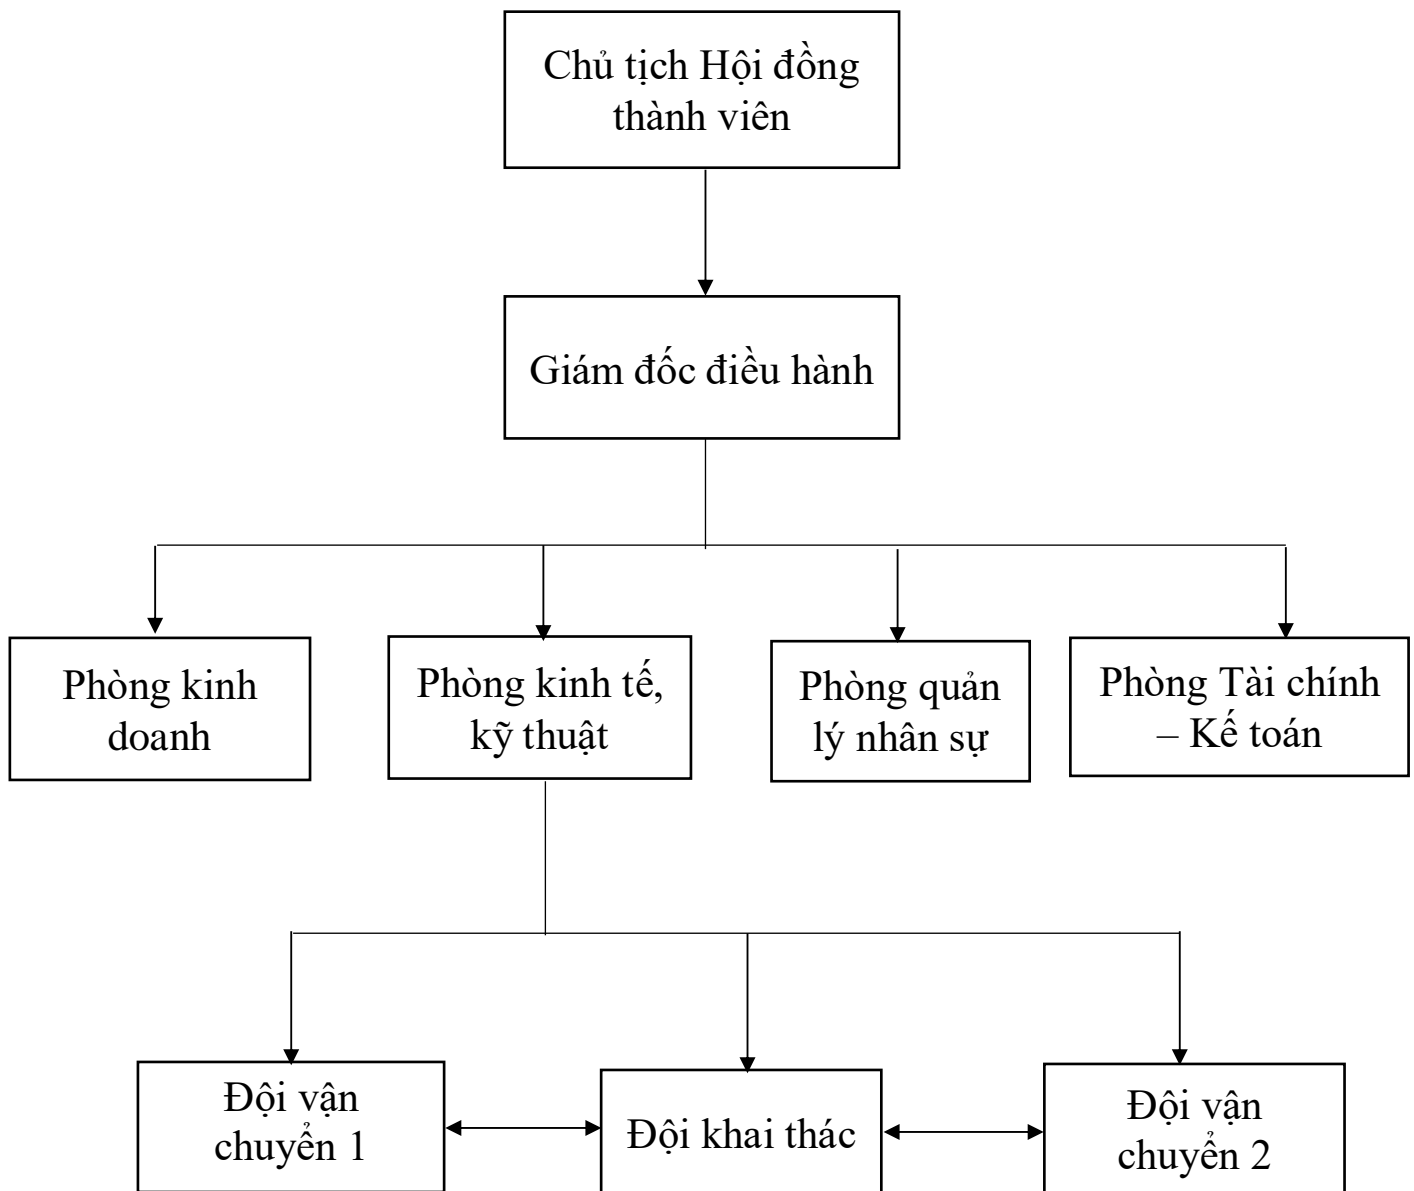 Chủ tịch Hội đồng
thành viên
Giám đốc điều hành
Phòng kinh
doanh
Phòng kinh tế,
kỹ thuật
Phòng quản
lý nhân sự
Phòng Tài chính
– Kế toán
Đội vận
chuyển 1
Đội khai thác
Đội vận
chuyển 2